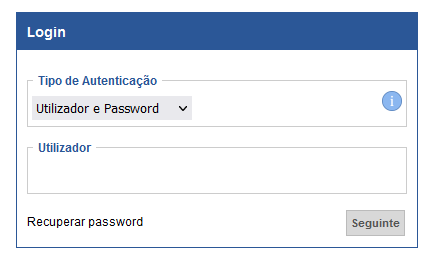 Login
Tipo de Autenticação
Utilizador e Password
i
Utilizador
Recuperar password
Seguinte